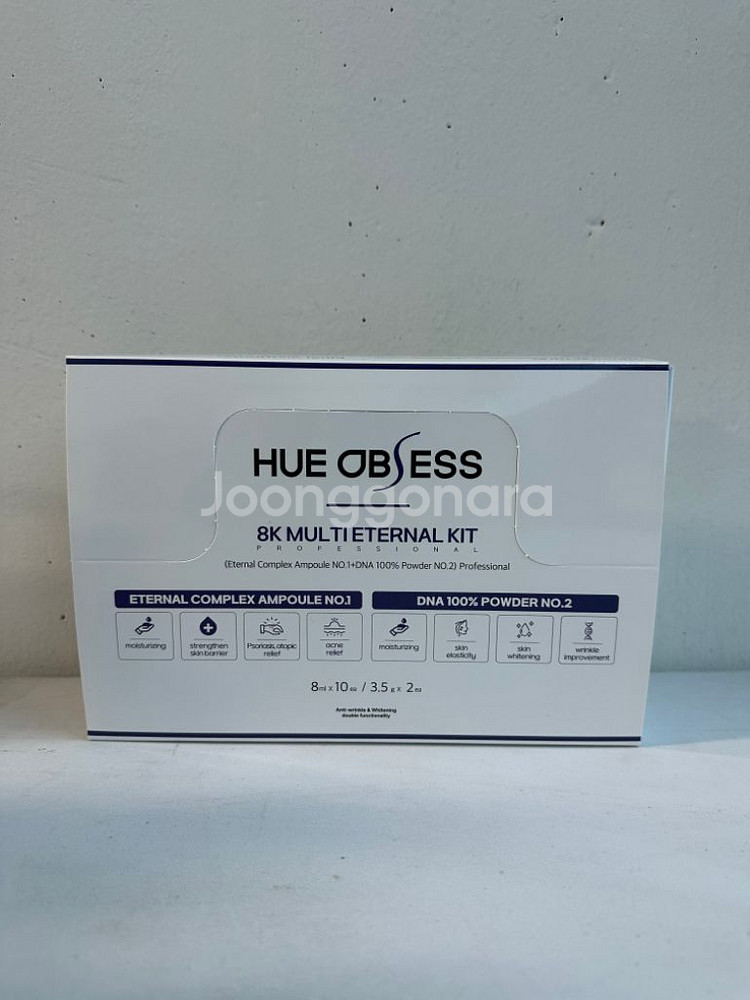 HUE OBSESS
Joonggonara
8K MULTI ETERNAL KIT
PROFESSIONAL
(Eternal Complex Ampoule NO.1+DNA 100% Powder NO.2) Professional
ETERNAL COMPLEX AMPOULE NO.1
DNA 100% POWDER NO.2
moisturizing
strengthen
skin barrier
Psoriasis, atopic
relief
acne
relief
moisturizing
skin
elasticity
skin
whitening
wrinkle
improvement
8ml x 10ea / 3.5g x 2ea
Anti-wrinkle & Whitening
double functionality